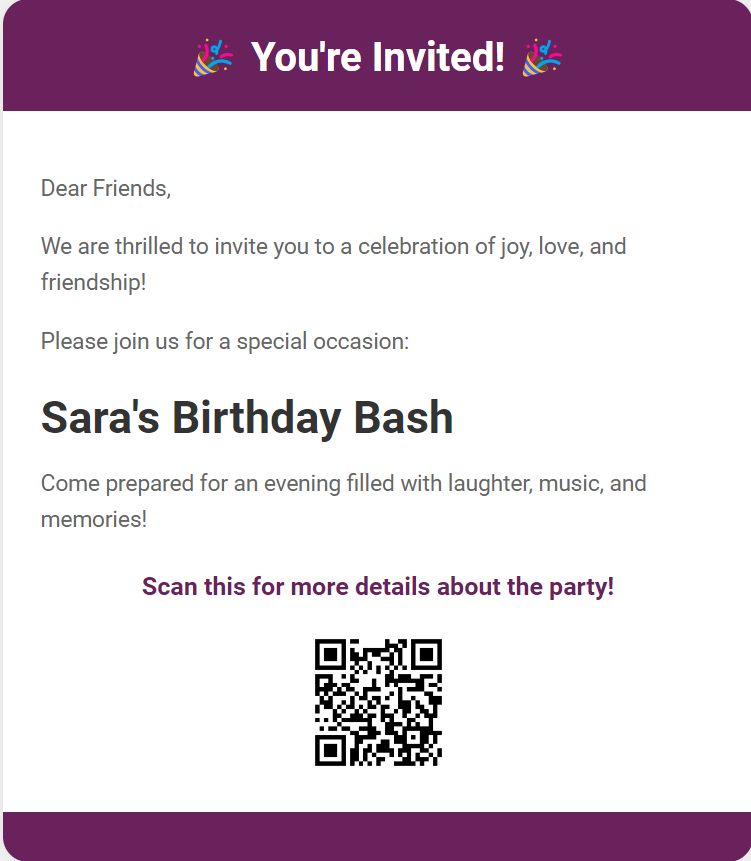 🎉 You're Invited! 🎉
Dear Friends,
We are thrilled to invite you to a celebration of joy, love, and
friendship!
Please join us for a special occasion:
Sara's Birthday Bash
Come prepared for an evening filled with laughter, music, and
memories!
Scan this for more details about the party!